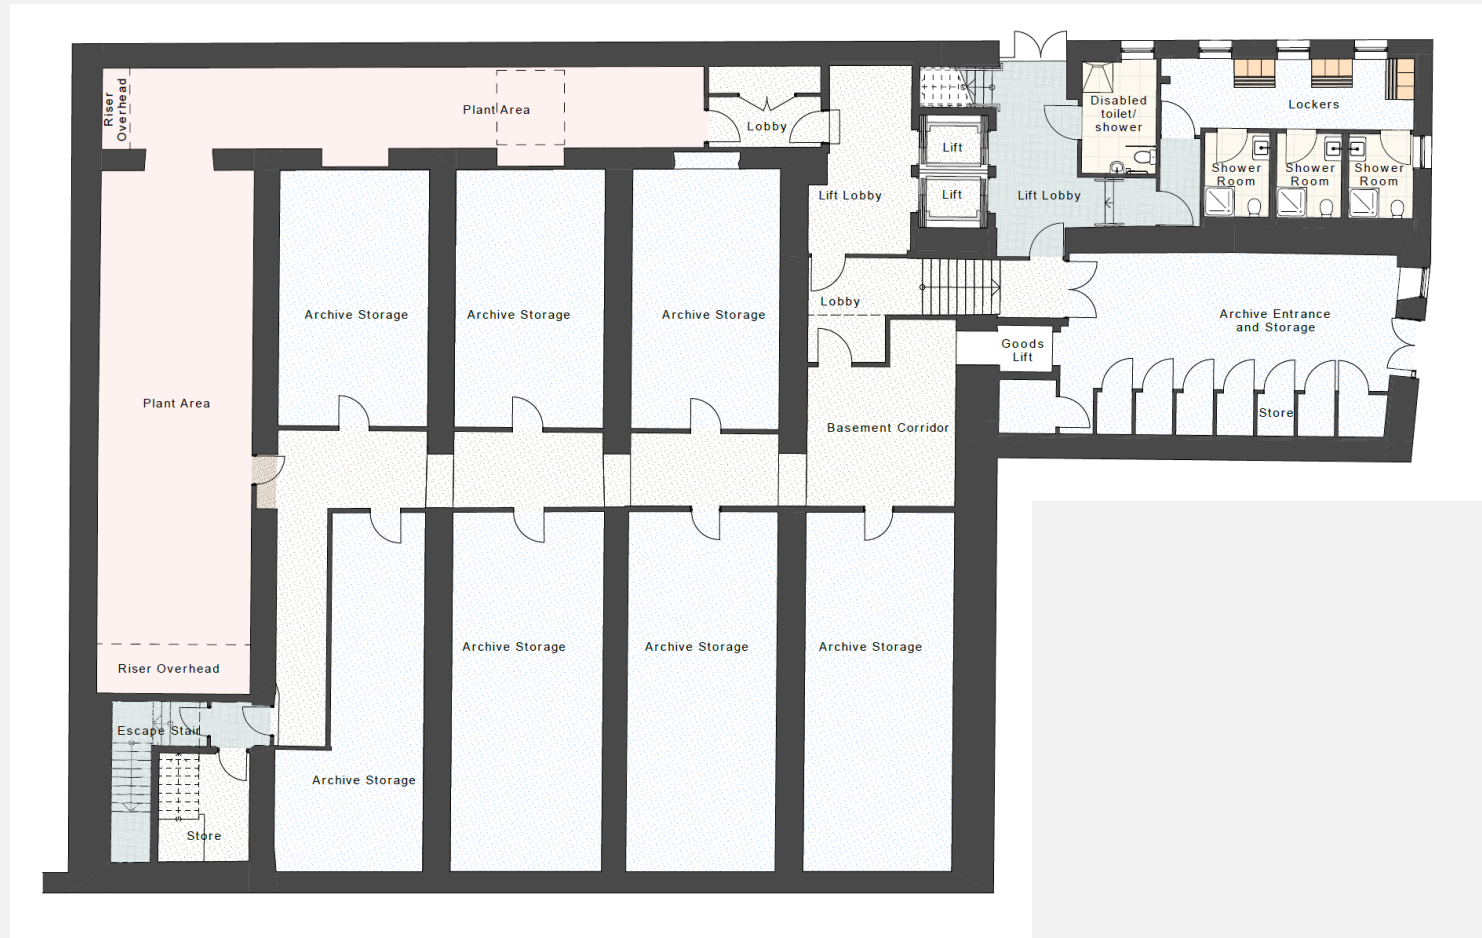 Riser
Overhead
Plant Area
Lobby
Disabled
toilet/
shower
Lockers
Lift
Shower
Room
Shower
Room
Shower
Room
Lift Lobby
Lift
Lift Lobby
Archive Storage
Archive Storage
Archive Storage
Lobby
Archive Entrance
and Storage
Goods
Lift
Plant Area
Store
Basement Corridor
Archive Storage
Archive Storage
Archive Storage
Riser Overhead
Escape Stair
Archive Storage
Store